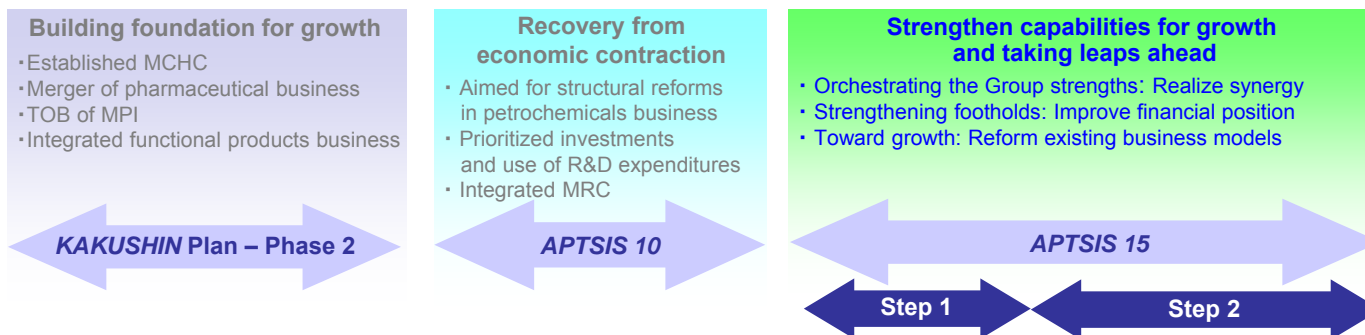 Building foundation for growth
・Established MCHC
・Merger of pharmaceutical business
・TOB of MPI
・Integrated functional products business
KAKUSHIN Plan – Phase 2
Recovery from
economic contraction
・Aimed for structural reforms
in petrochemicals business
・Prioritized investments
and use of R&D expenditures
・Integrated MRC
APTSIS 10
Strengthen capabilities for growth
and taking leaps ahead
・Orchestrating the Group strengths: Realize synergy
・Strengthening footholds: Improve financial position
・Toward growth: Reform existing business models
APTSIS 15
Step 1
Step 2